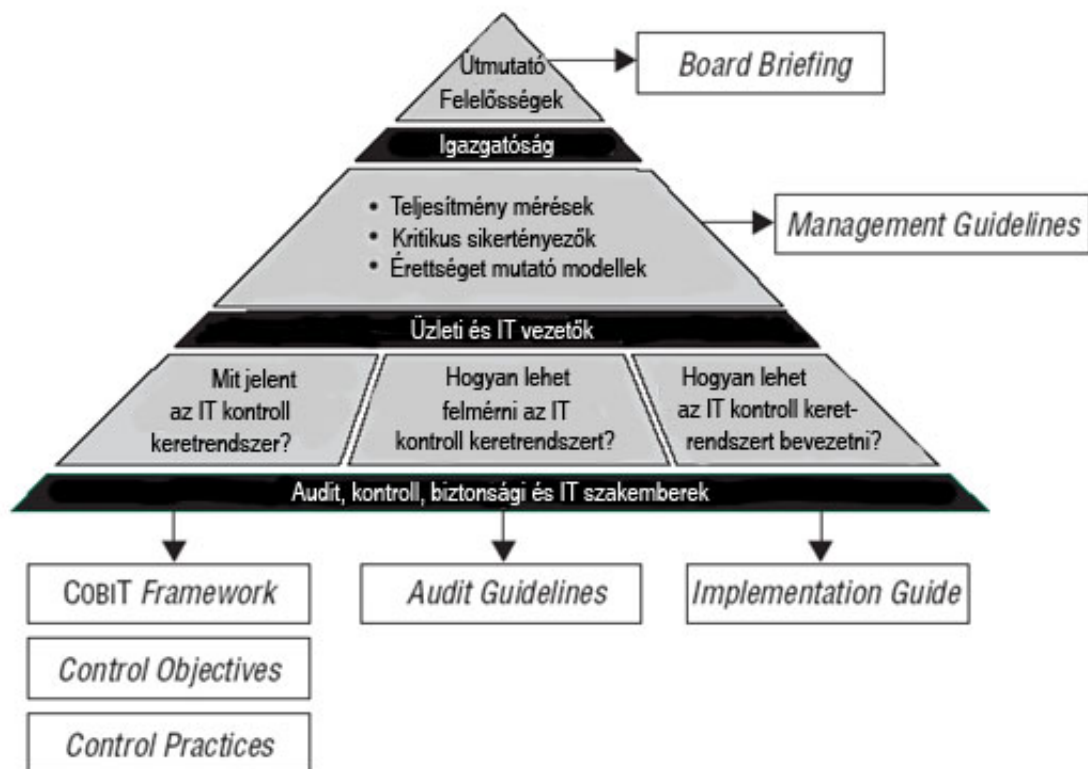 Útmutató
Felelősségek
Board Briefing
Igazgatóság
• Teljesítmény mérések
• Kritikus sikertényezők
• Érettséget mutató modellek
Management Guidelines
Üzleti és IT vezetők
Mit jelent
az IT kontroll
keretrendszer?
Hogyan lehet
felmérni az IT
kontroll keretrendszert?
Hogyan lehet
az IT kontroll keret-
rendszert bevezetni?
Audit, kontroll, biztonsági és IT szakemberek
COBIT Framework
Audit Guidelines
Implementation Guide
Control Objectives
Control Practices